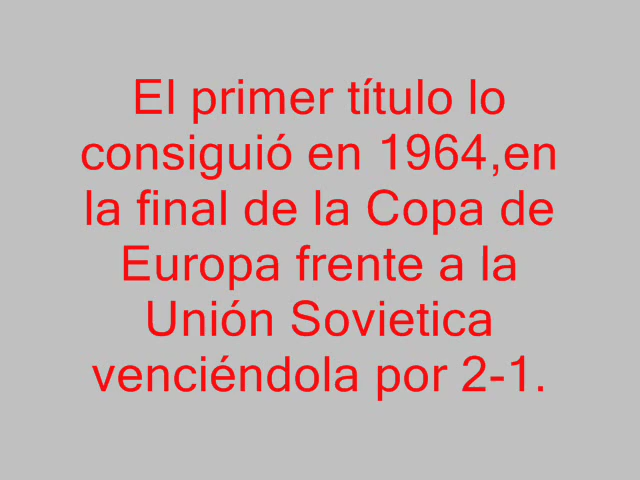 El primer título lo
consiguió en 1964,en
la final de la Copa de
Europa frente a la
Unión Sovietica
venciéndola por 2-1.